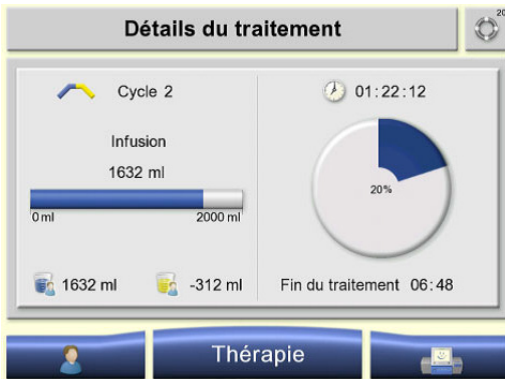 Détails du traitement
20
Cycle 2
Infusion
1632 ml
0 ml
2000 ml
1632 ml
-312 ml
01:22:12
20%
Fin du traitement 06:48
Thérapie